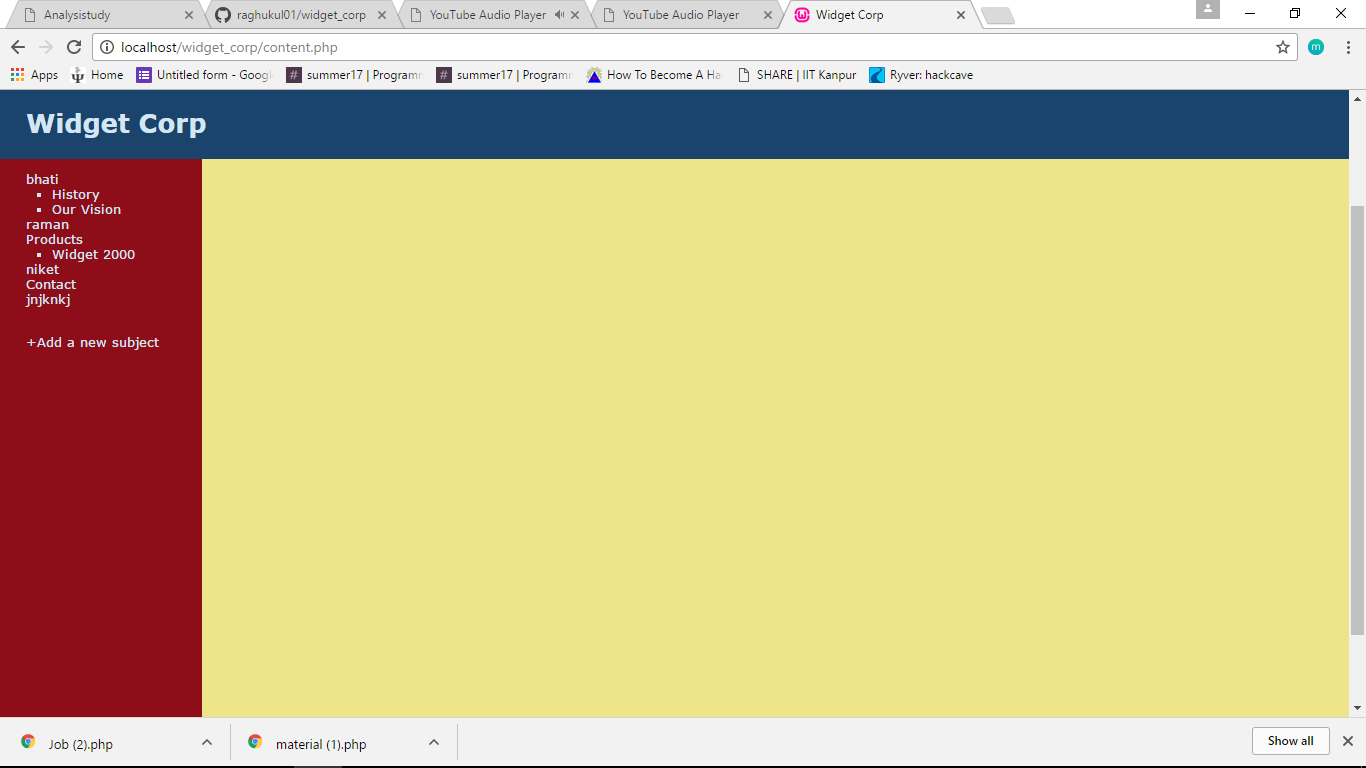 Analysistudy
raghukul01/widget_corp
YouTube Audio Player
YouTube Audio Player
Widget Corp
localhost/widget_corp/content.php
m
Apps
Home
Untitled form - Googl
# summer17 | Programm
# summer17 | Programm
How To Become A Ha
SHARE | IIT Kanpur
Ryver: hackcave
Widget Corp
bhati
History
Our Vision
raman
Products
Widget 2000
niket
Contact
jnjknkj
+Add a new subject
Job (2).php
material (1).php
Show all